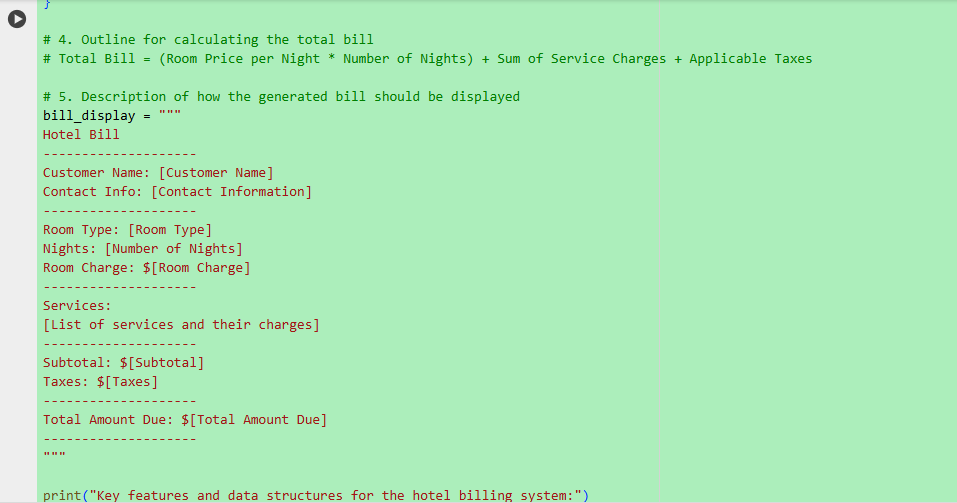 }
# 4. Outline for calculating the total bill
# Total Bill = (Room Price per Night * Number of Nights) + Sum of Service Charges + Applicable Taxes
# 5. Description of how the generated bill should be displayed
bill_display = """
Hotel Bill
--------------------
Customer Name: [Customer Name]
Contact Info: [Contact Information]
--------------------
Room Type: [Room Type]
Nights: [Number of Nights]
Room Charge: $[Room Charge]
--------------------
Services:
[List of services and their charges]
--------------------
Subtotal: $[Subtotal]
Taxes: $[Taxes]
--------------------
Total Amount Due: $[Total Amount Due]
--------------------
"""
print("Key features and data structures for the hotel billing system:")